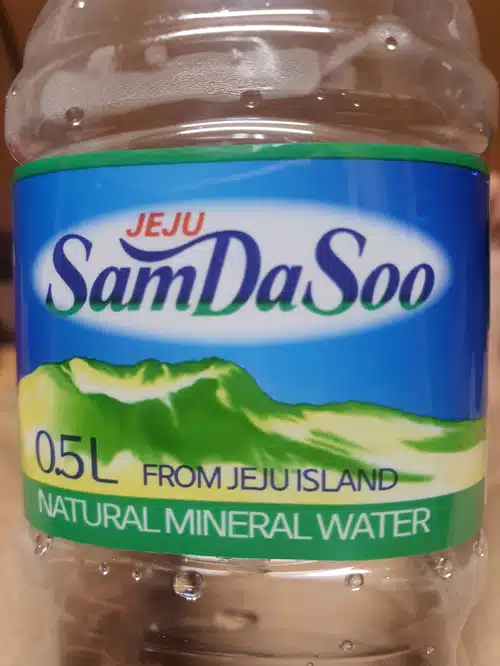 JEJU
SamDaSoo
0.5L FROM JEJU ISLAND
NATURAL MINERAL WATER